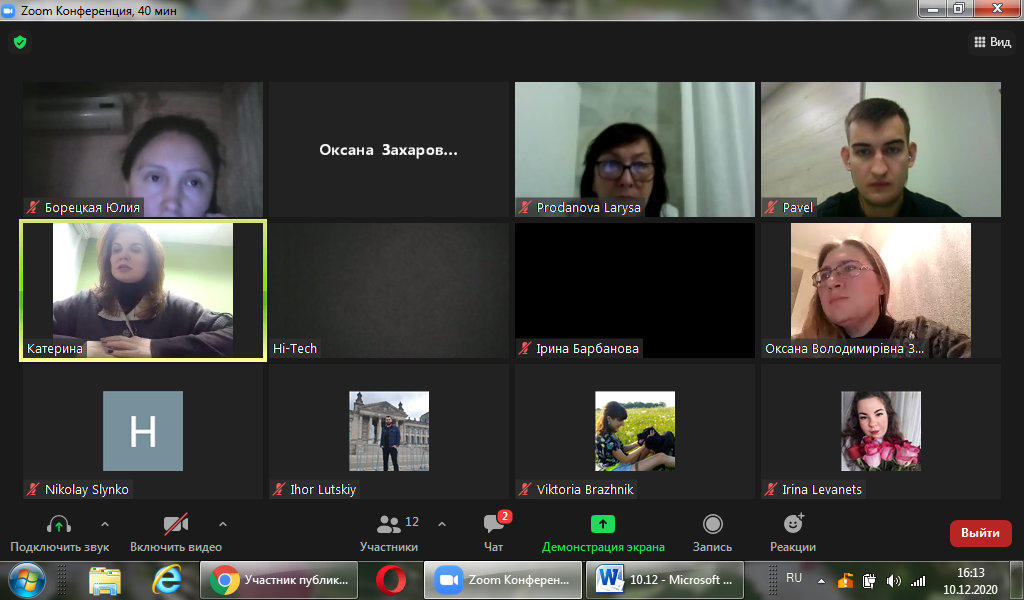 Zoom Конференция, 40 мин
Вид
Оксана Захаров...
Борецкая Юлия
Prodanova Larysa
Pavel
Катерина
Hi-Tech
Ірина Барбанова
Оксана Володимирівна З...
H
Nikolay Slynko
Ihor Lutskiy
Viktoria Brazhnik
Irina Levanets
12
2
Подключить звук
Включить видео
Участники
Чат
Демонстрация экрана
Запись
Реакции
Выйти
Участник публик...
Zoom Конферен...
10.12 - Microsoft ...
RU
16:13
10.12.2020